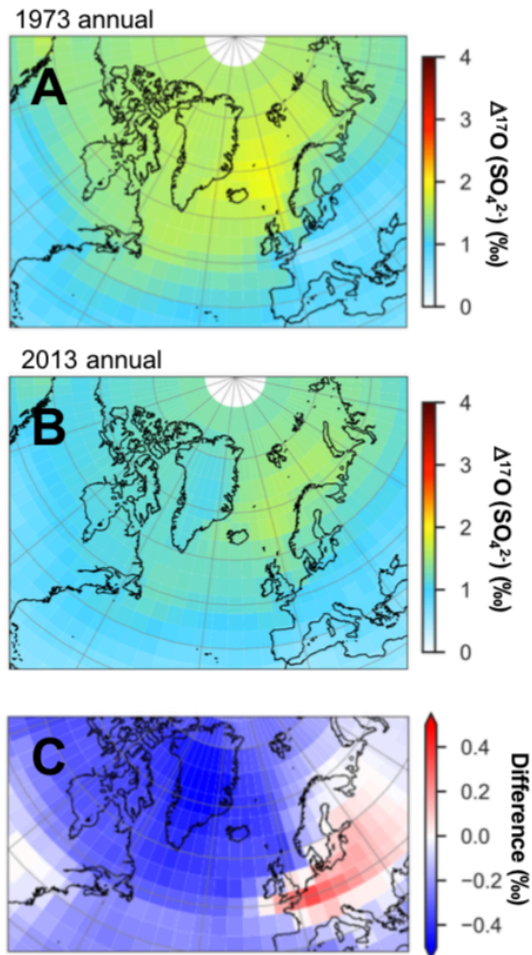 1973 annual
A
4
3
2
1
0
Δ¹⁷O (SO₄²⁻) (‰)
2013 annual
B
4
3
2
1
0
Δ¹⁷O (SO₄²⁻) (‰)
C
0.4
0.2
0.0
−0.2
−0.4
Difference (‰)